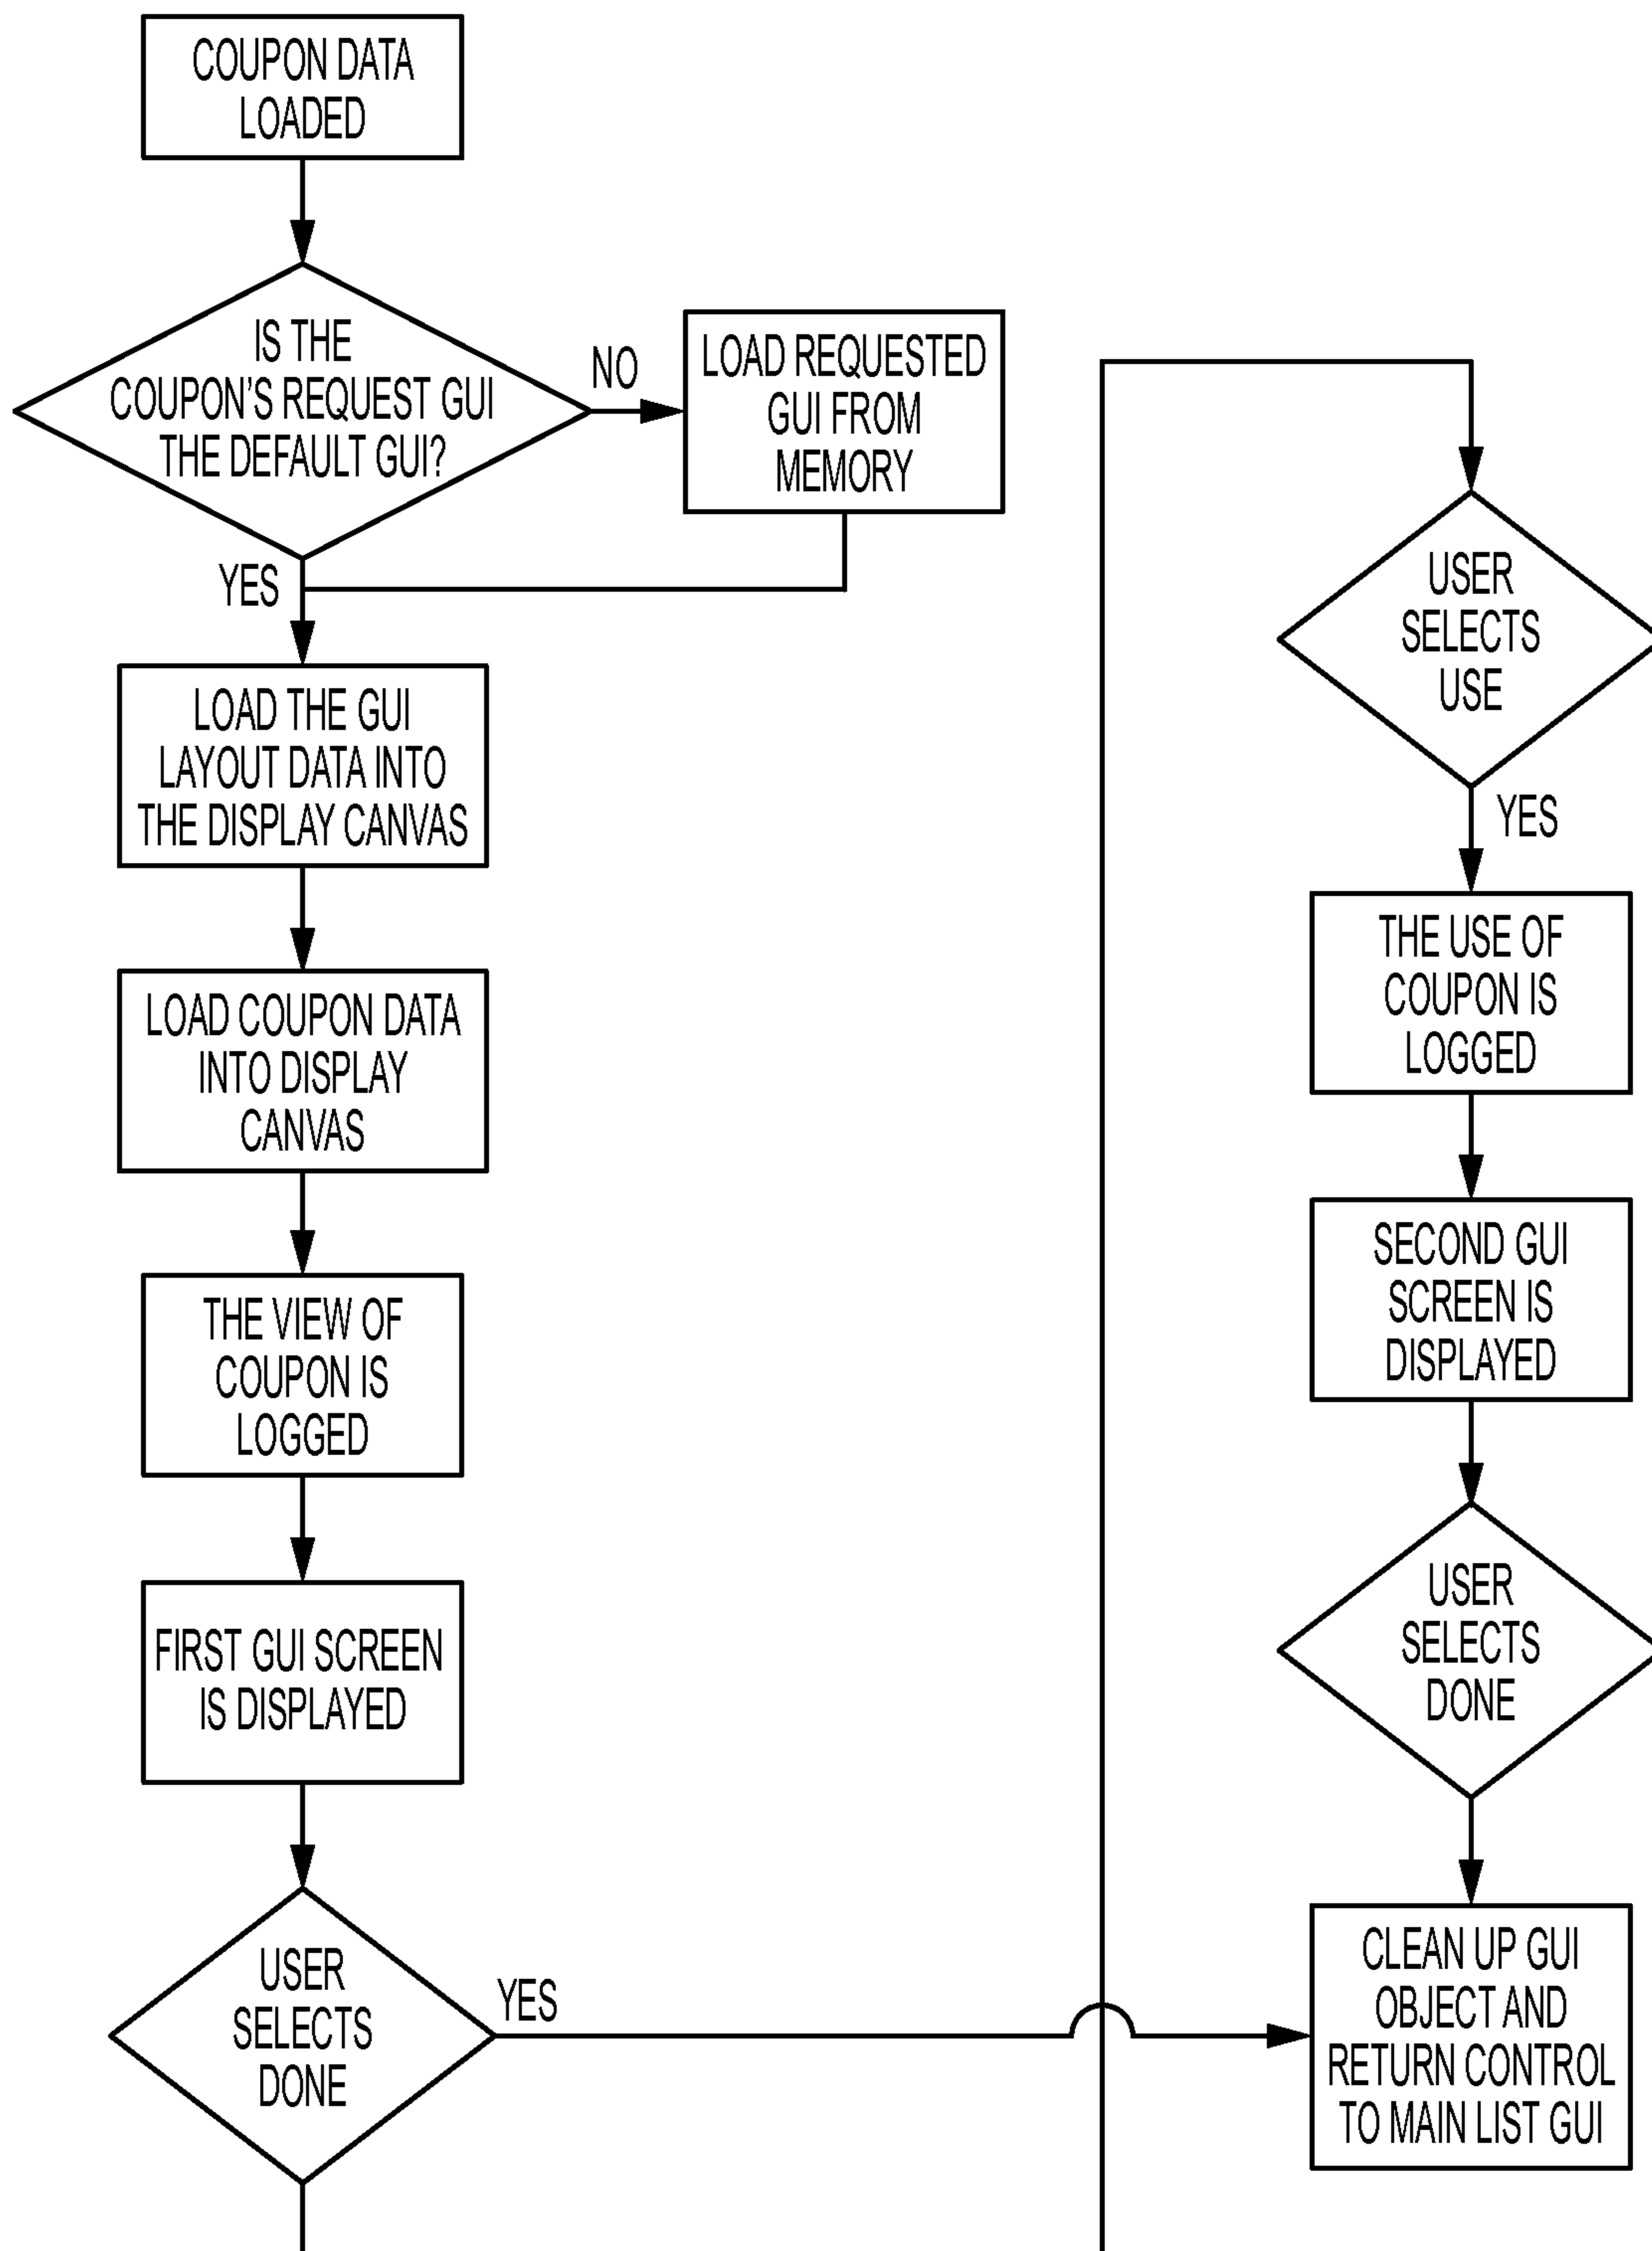 COUPON DATA
LOADED
IS THE
COUPON'S REQUEST GUI
THE DEFAULT GUI?
NO
LOAD REQUESTED
GUI FROM
MEMORY
YES
LOAD THE GUI
LAYOUT DATA INTO
THE DISPLAY CANVAS
LOAD COUPON DATA
INTO DISPLAY
CANVAS
THE VIEW OF
COUPON IS
LOGGED
FIRST GUI SCREEN
IS DISPLAYED
USER
SELECTS
DONE
YES
USER
SELECTS
USE
YES
THE USE OF
COUPON IS
LOGGED
SECOND GUI
SCREEN IS
DISPLAYED
USER
SELECTS
DONE
CLEAN UP GUI
OBJECT AND
RETURN CONTROL
TO MAIN LIST GUI